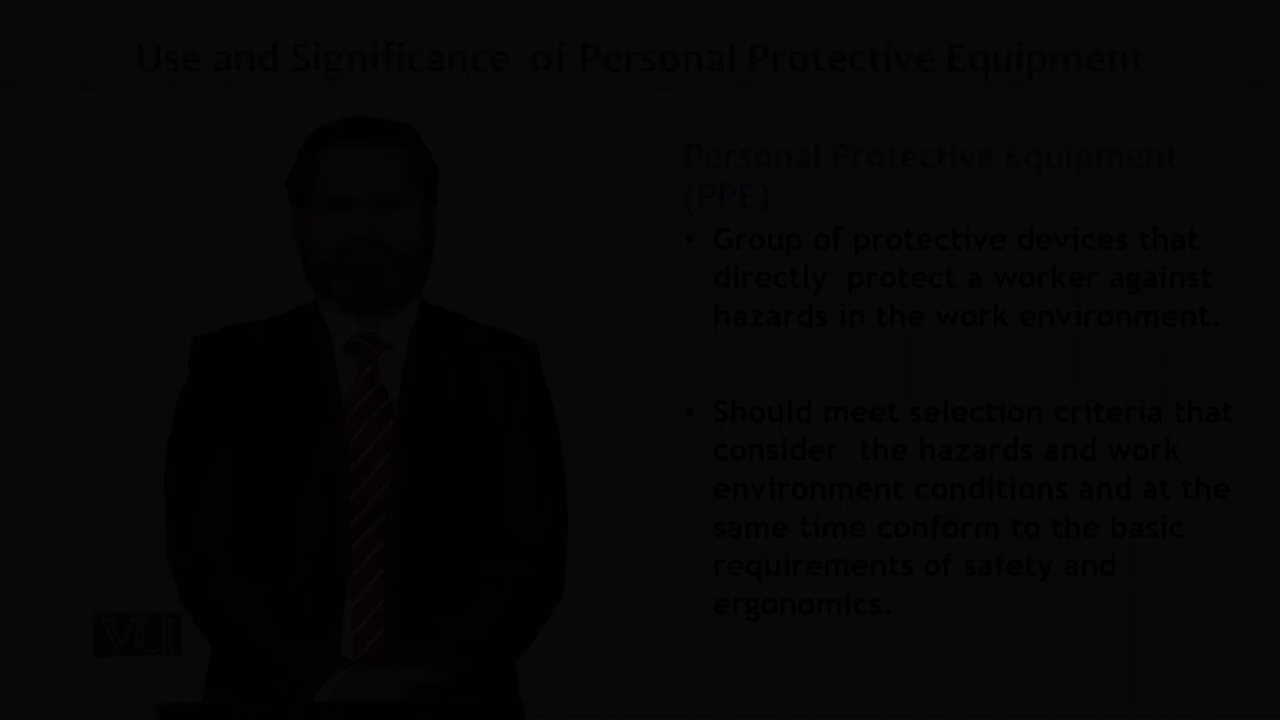 Use and Significance of Personal Protective Equipment
Personal Protective Equipment
(PPE)
• Group of protective devices that
directly protect a worker against
hazards in the work environment.
• Should meet selection criteria that
consider the hazards and work
environment conditions and at the
same time conform to the basic
requirements of safety and
ergonomics.
VU